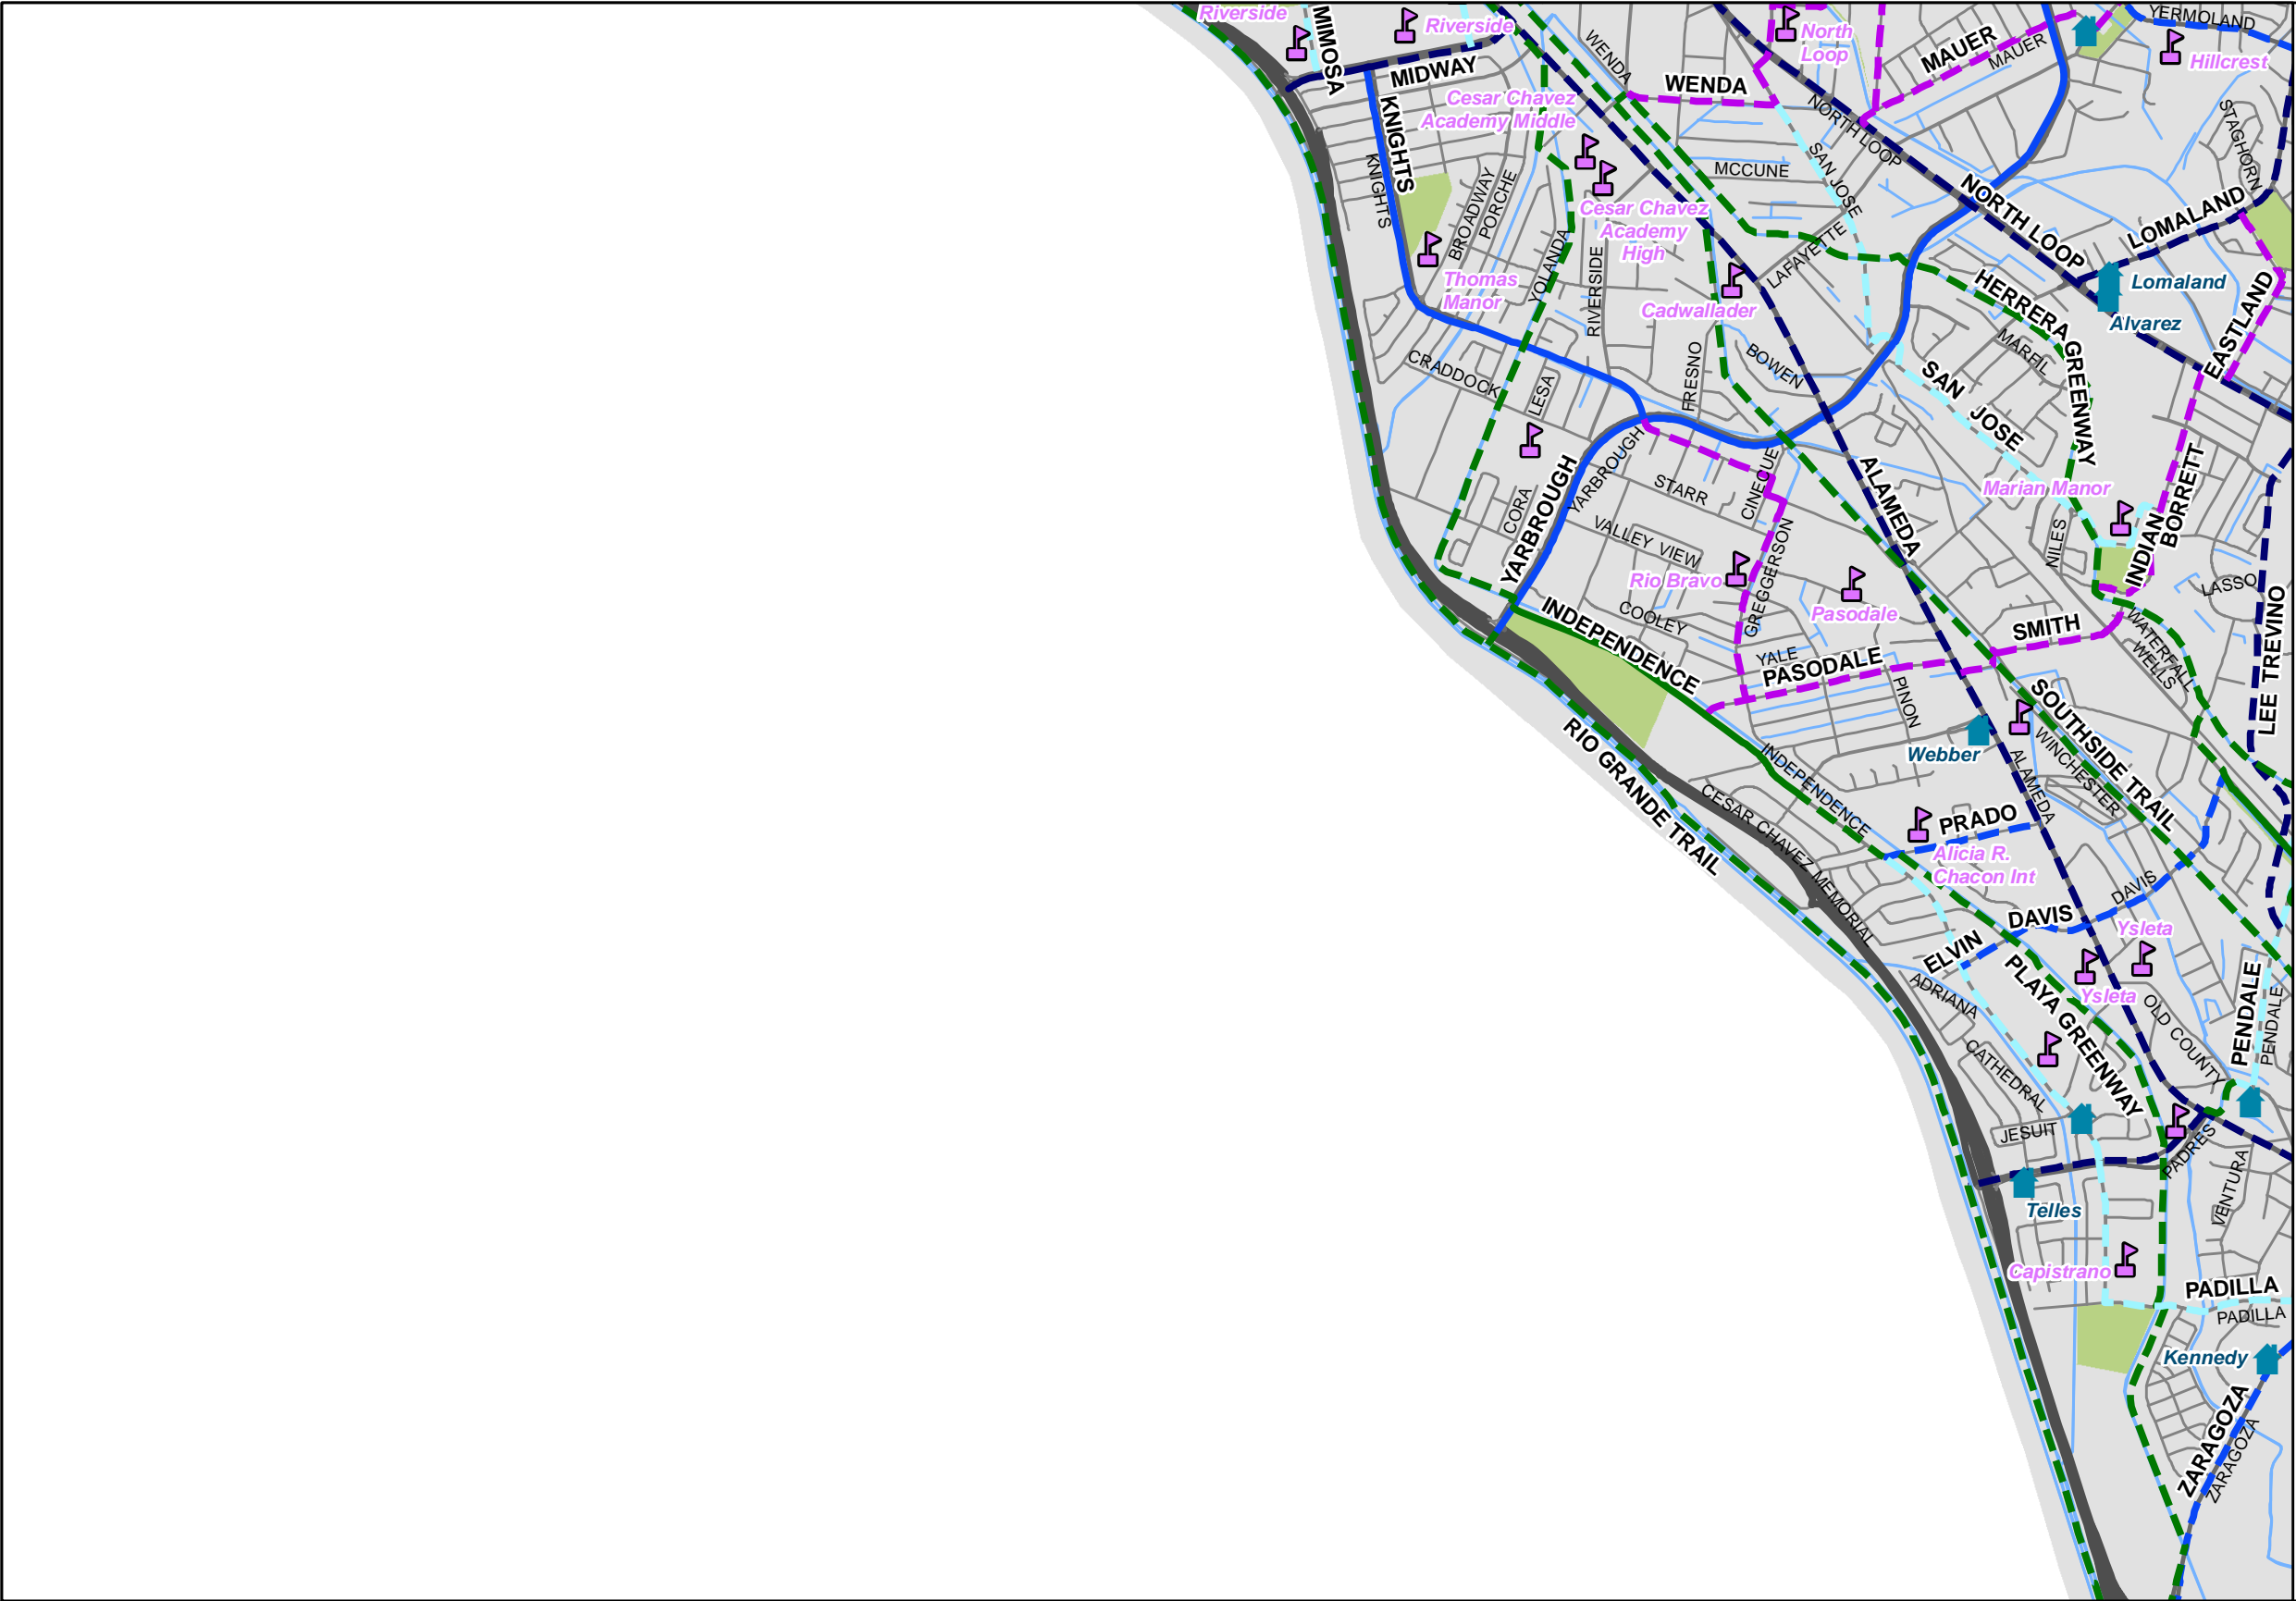 Riverside
MIMOSA
Riverside
MIDWAY
KNIGHTS
KNIGHTS
WENDA
WENDA
North
Loop
MAUER
MAUER
YERMOLAND
Hillcrest
STAGHORN
Cesar Chavez
Academy Middle
NORTH LOOP
SAN JOSE
MCCUNE
BROADWAY
PORCHE
Cesar Chavez
Academy
High
NORTH LOOP
LOMALAND
Thomas
Manor
YOLANDA
RIVERSIDE
LAFAYETTE
Cadwallader
Lomaland
Alvarez
EASTLAND
HERRERA GREENWAY
MARFIL
CRADDOCK
LESA
FRESNO
BOWEN
SAN JOSE
YARBROUGH
YARBROUGH
CORA
STARR
CINECUE
ALAMEDA
Marian Manor
BORRETT
INDIAN
NILES
VALLEY VIEW
Rio Bravo
GREGGERSON
Pasodale
LASSO
LEE TREVINO
INDEPENDENCE
COOLEY
YALE
PASODALE
SMITH
WATERFALL
WELLS
PINON
RIO GRANDE TRAIL
SOUTHSIDE TRAIL
WINCHESTER
ALAMEDA
Webber
INDEPENDENCE
CESAR CHAVEZ MEMORIAL
PRADO
Alicia R.
Chacon Int
DAVIS
DAVIS
ELVIN
Ysleta
Ysleta
ADRIANA
PLAYA GREENWAY
OLD COUNTY
PENDALE
PENDALE
CATHEDRAL
JESUIT
PADRES
VENTURA
Telles
Capistrano
PADILLA
PADILLA
Kennedy
ZARAGOZA
ZARAGOZA